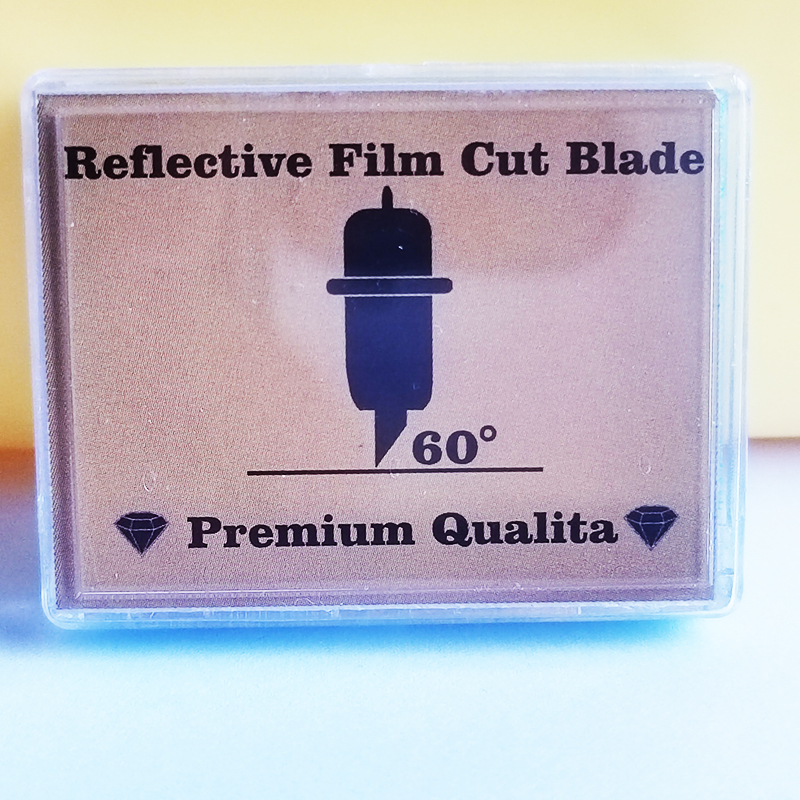 Reflective Film Cut Blade
60°
Premium Qualita